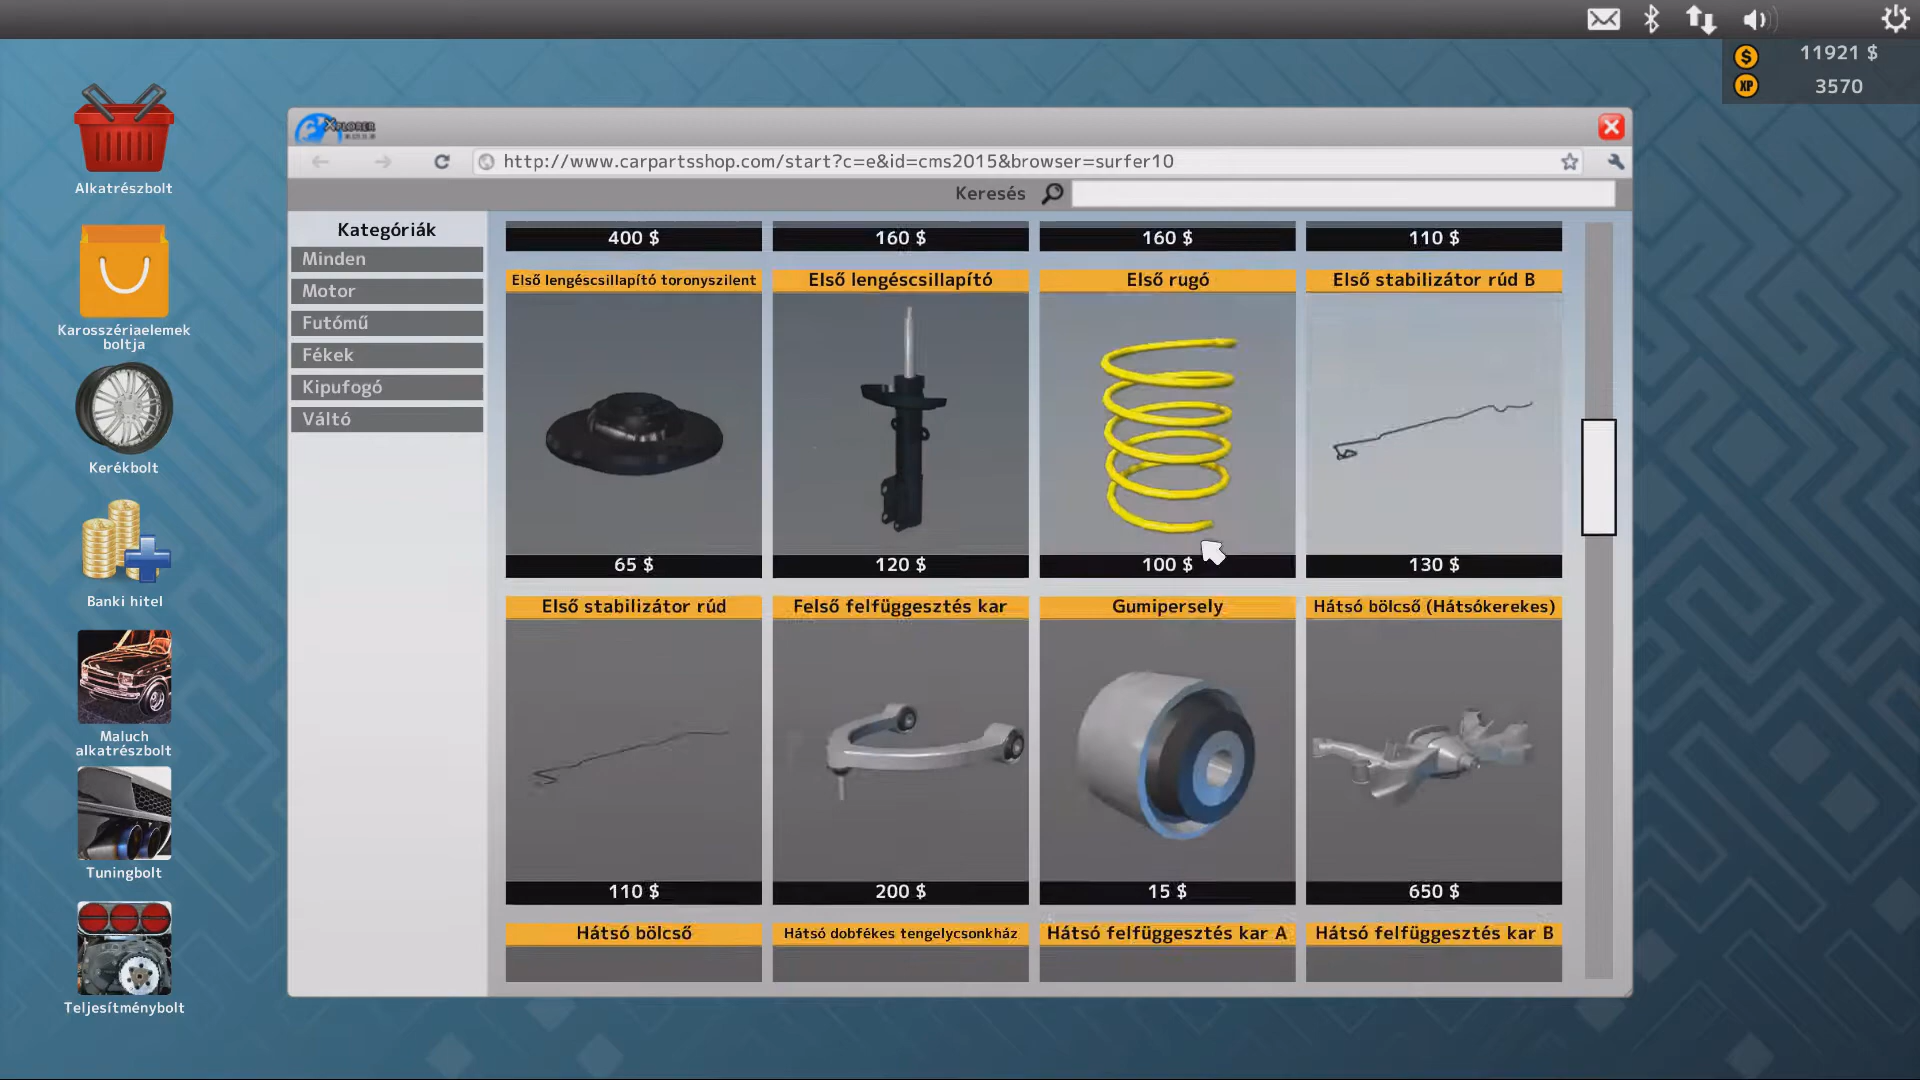 11921 $
XP
3570
Alkatrészbolt
Karosszériaelemek
boltja
Kerékbolt
Banki hitel
Maluch
alkatrészbolt
Tuningbolt
Teljesítménybolt
XPLORER
http://www.carpartsshop.com/start?c=e&id=cms2015&browser=surfer10
Keresés
Kategóriák
Minden
Motor
Futómű
Fékek
Kipufogó
Váltó
400 $ 160 $ 160 $ 110 $
Első lengéscsillapító toronyszilent Első lengéscsillapító Első rugó Első stabilizátor rúd B
65 $ 120 $ 100 $ 130 $
Első stabilizátor rúd Felső felfüggesztés kar Gumipersely Hátsó bölcső (Hátsókerekes)
110 $ 200 $ 15 $ 650 $
Hátsó bölcső Hátsó dobfékes tengelycsonkház Hátsó felfüggesztés kar A Hátsó felfüggesztés kar B